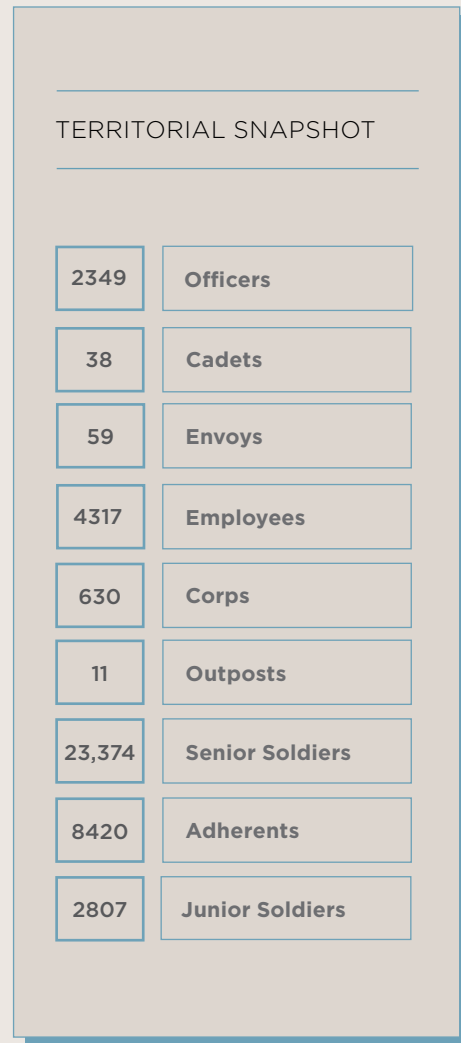 TERRITORIAL SNAPSHOT
2349 Officers
38 Cadets
59 Envoys
4317 Employees
630 Corps
11 Outposts
23,374 Senior Soldiers
8420 Adherents
2807 Junior Soldiers